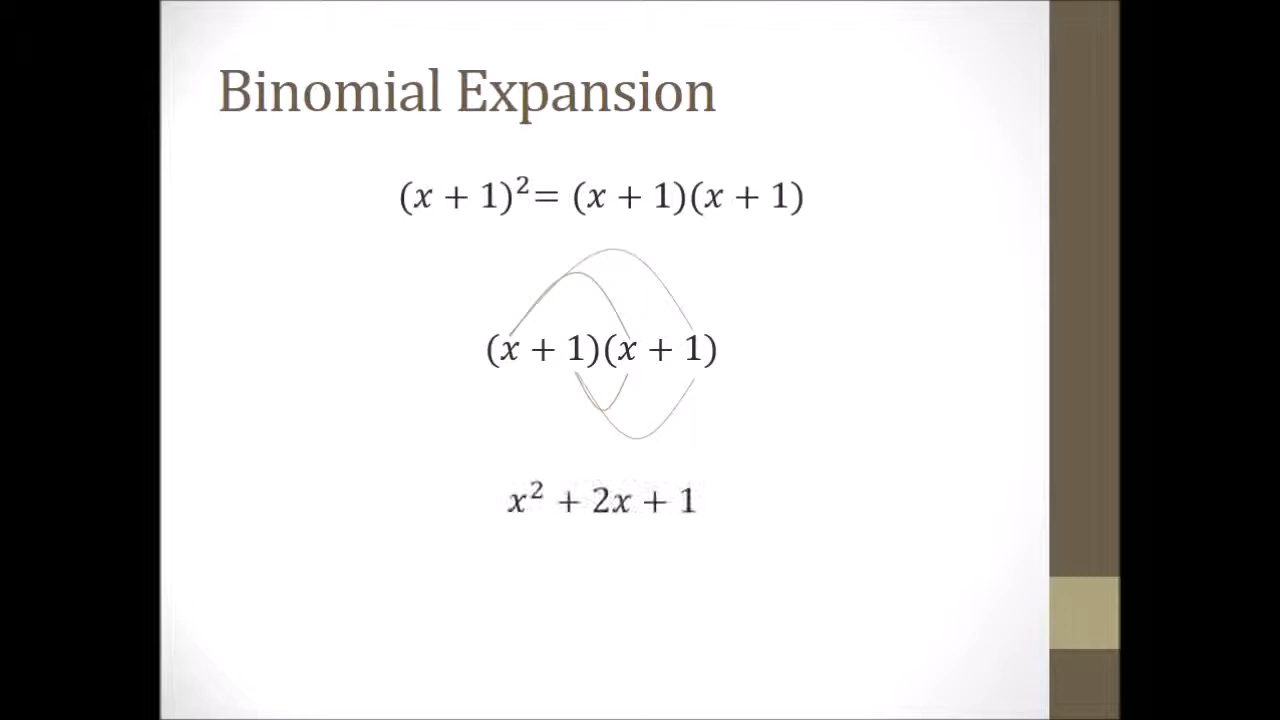 Binomial Expansion
(x + 1)²= (x + 1)(x + 1)
(x + 1)(x + 1)
x² + 2x + 1